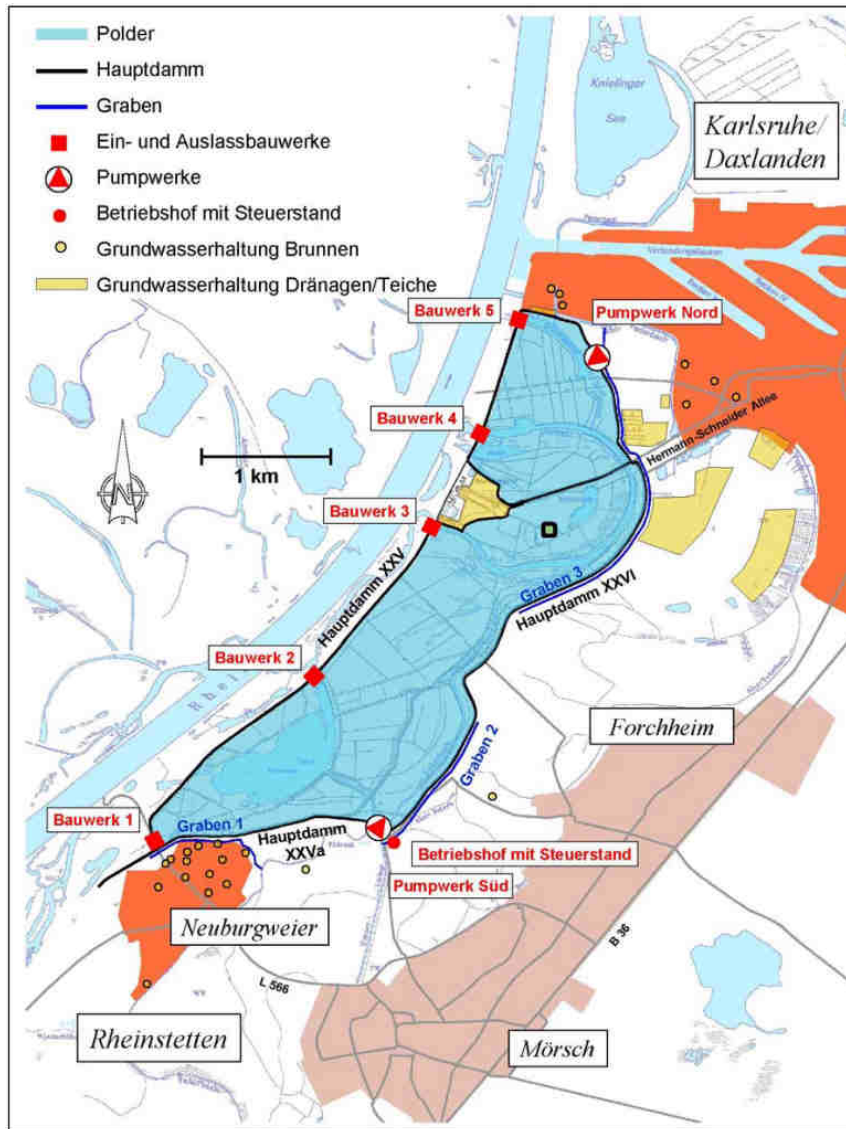 Polder
Hauptdamm
Graben
Ein- und Auslassbauwerke
Pumpwerke
Betriebshof mit Steuerstand
Grundwasserhaltung Brunnen
Grundwasserhaltung Dränagen/Teiche
Knielinger
See
Karlsruhe/
Daxlanden
Bauwerk 5
Pumpwerk Nord
Bauwerk 4
Hermann-Schneider Allee
1 km
N
Bauwerk 3
Hauptdamm XXV
Graben 3
Hauptdamm XXVI
Bauwerk 2
Rhein
Forchheim
Graben 2
Bauwerk 1
Graben 1
Hauptdamm
XXVa
Betriebshof mit Steuerstand
Pumpwerk Süd
Neuburgweier
B 36
L 566
Rheinstetten
Mörsch